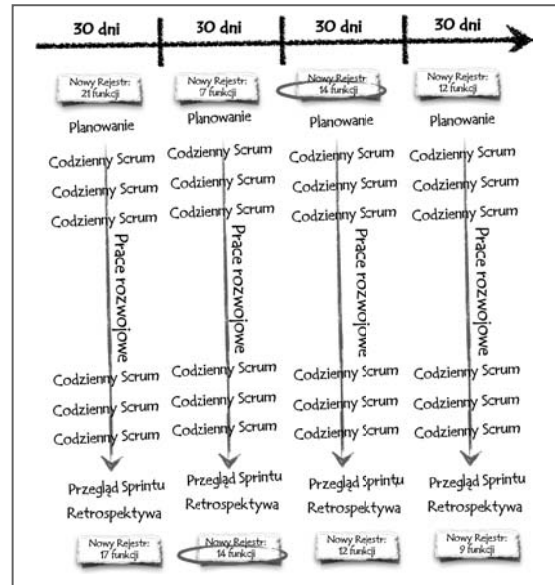 30 dni
30 dni
30 dni
30 dni
Nowy Rejestr:
21 funkcji
Planowanie
Codzienny Scrum
Codzienny Scrum
Codzienny Scrum
Prace rozwojowe
Codzienny Scrum
Codzienny Scrum
Codzienny Scrum
Przegląd Sprintu
Retrospektywa
Nowy Rejestr:
17 funkcji
Nowy Rejestr:
17 funkcji
Planowanie
Codzienny Scrum
Codzienny Scrum
Codzienny Scrum
Prace rozwojowe
Codzienny Scrum
Codzienny Scrum
Codzienny Scrum
Przegląd Sprintu
Retrospektywa
Nowy Rejestr:
14 funkcji
Nowy Rejestr:
14 funkcji
Planowanie
Codzienny Scrum
Codzienny Scrum
Codzienny Scrum
Prace rozwojowe
Codzienny Scrum
Codzienny Scrum
Codzienny Scrum
Przegląd Sprintu
Retrospektywa
Nowy Rejestr:
12 funkcji
Nowy Rejestr:
12 funkcji
Planowanie
Codzienny Scrum
Codzienny Scrum
Codzienny Scrum
Prace rozwojowe
Codzienny Scrum
Codzienny Scrum
Codzienny Scrum
Przegląd Sprintu
Retrospektywa
Nowy Rejestr:
9 funkcji